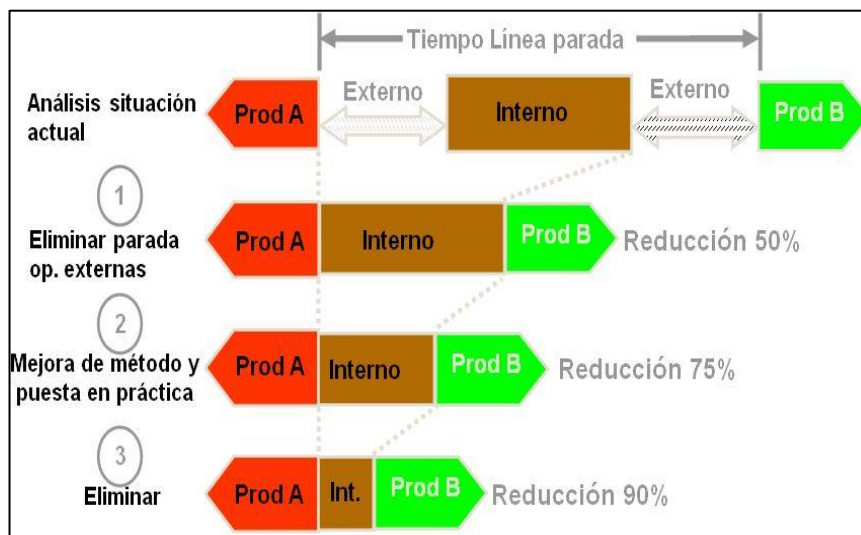 Tiempo Línea parada
Análisis situación
actual
Prod A
Externo
Interno
Externo
Prod B
1
Eliminar parada
op. externas
Prod A
Interno
Prod B
Reducción 50%
2
Mejora de método y
puesta en práctica
Prod A
Interno
Prod B
Reducción 75%
3
Eliminar
Prod A
Int.
Prod B
Reducción 90%